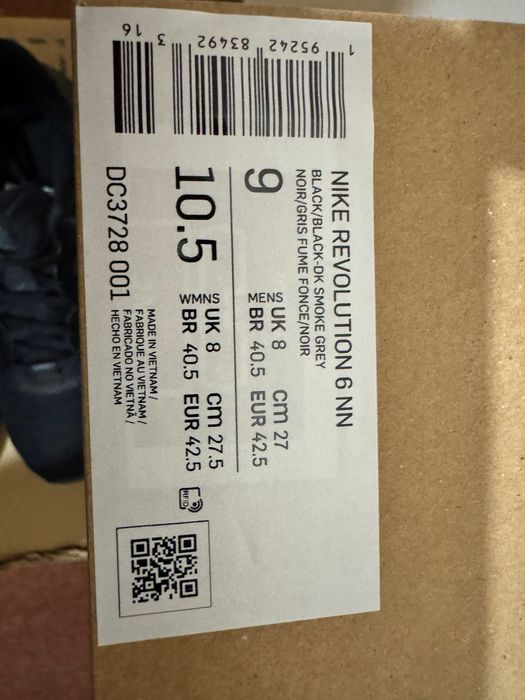 NIKE REVOLUTION 6 NN
BLACK/BLACK-DK SMOKE GREY
NOIR/GRIS FUME FONCE/NOIR
9
MENS UK 8 cm 27
BR 40.5 EUR 42.5
10.5
WMNS UK 8 cm 27.5
BR 40.5 EUR 42.5
RFID
DC3728 001
MADE IN VIETNAM /
FABRIQUE AU VIETNAM /
FABRICADO NO VIETNÃ /
HECHO EN VIETNAM
1 95242 83492 3 16